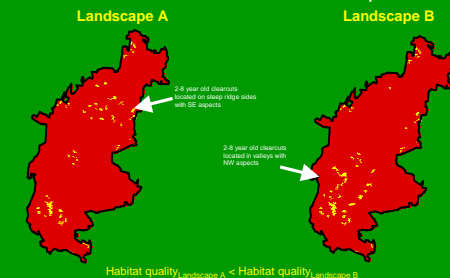 Landscape A
Landscape B
2-8 year old clearcuts
located on steep ridge sides
with SE aspects
2-8 year old clearcuts
located in valleys with
NW aspects
Habitat quality Landscape A < Habitat quality Landscape B